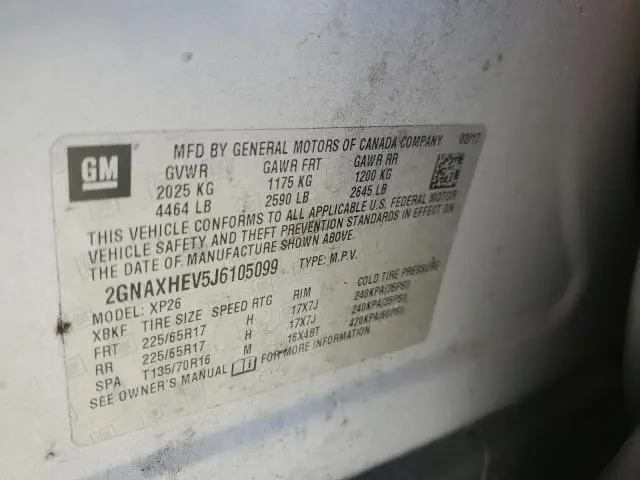 GM
MFD BY GENERAL MOTORS OF CANADA COMPANY 03/17
GVWR GAWR FRT GAWR RR
2025 KG 1175 KG 1200 KG
4464 LB 2590 LB 2645 LB
THIS VEHICLE CONFORMS TO ALL APPLICABLE U.S. FEDERAL MOTOR
VEHICLE SAFETY AND THEFT PREVENTION STANDARDS IN EFFECT ON
THE DATE OF MANUFACTURE SHOWN ABOVE.
2GNAXHEV5J6105099 TYPE: M.P.V.
MODEL: XP26
XBKF TIRE SIZE SPEED RTG RIM COLD TIRE PRESSURE
FRT 225/65R17 H 17X7J 240KPA(35PSI)
RR 225/65R17 H 17X7J 240KPA(35PSI)
SPA T135/70R16 M 16X4BT 420KPA(60PSI)
SEE OWNER'S MANUAL FOR MORE INFORMATION